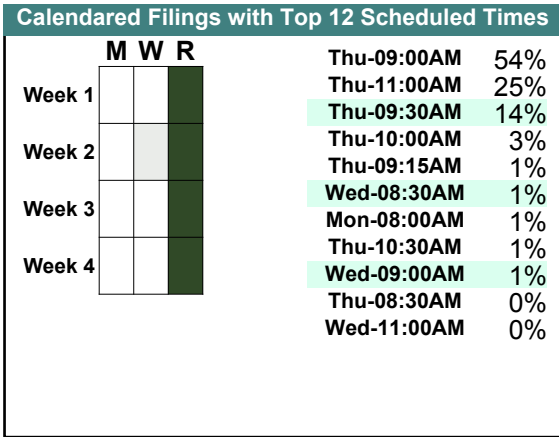 Calendared Filings with Top 12 Scheduled Times
M W R
Week 1
Week 2
Week 3
Week 4
Thu-09:00AM 54%
Thu-11:00AM 25%
Thu-09:30AM 14%
Thu-10:00AM 3%
Thu-09:15AM 1%
Wed-08:30AM 1%
Mon-08:00AM 1%
Thu-10:30AM 1%
Wed-09:00AM 1%
Thu-08:30AM 0%
Wed-11:00AM 0%